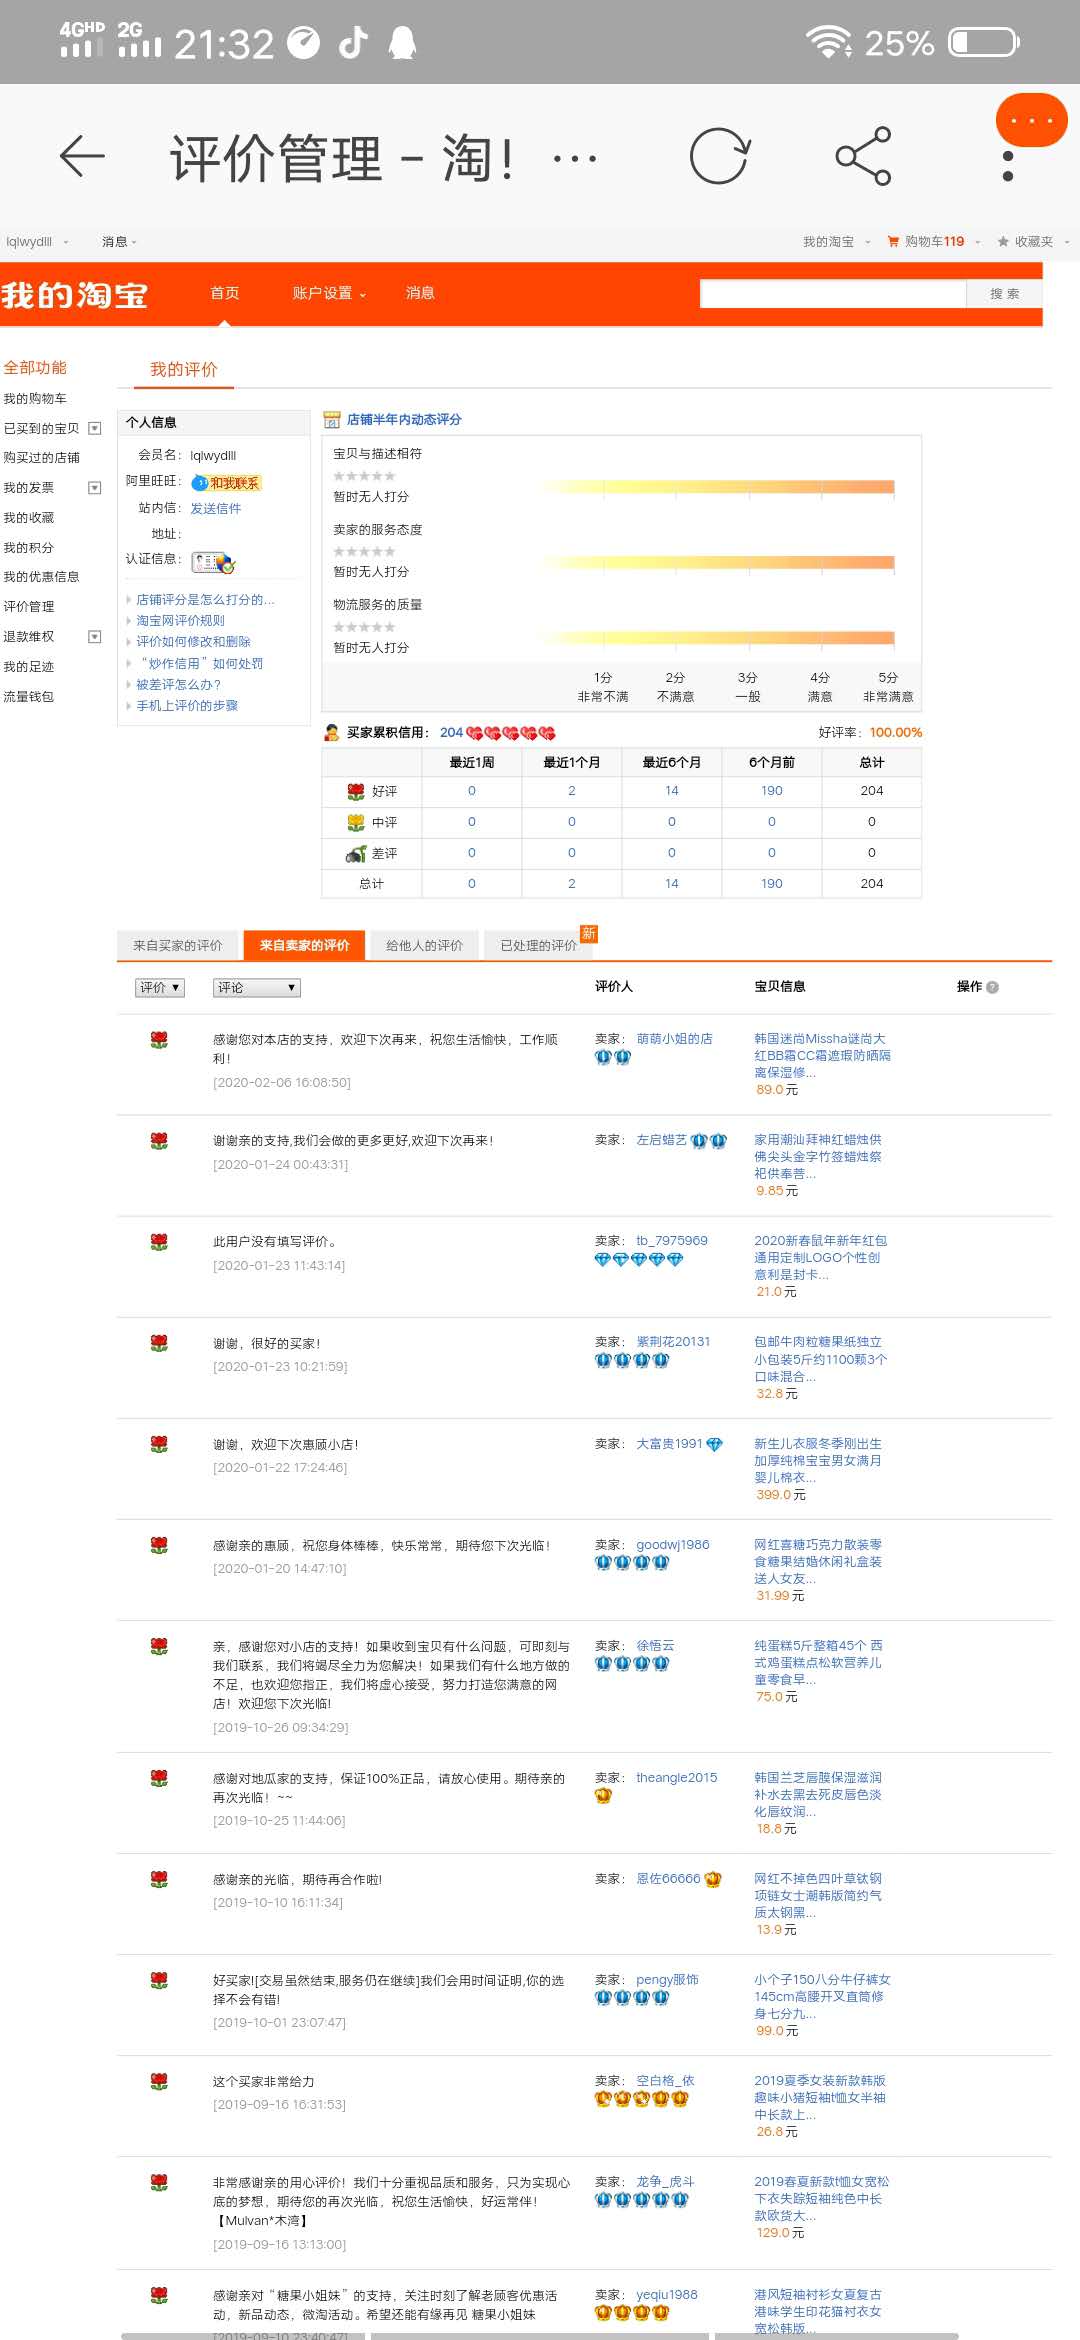 4GHD 2G 21:32 25%
评价管理 - 淘! ...
lqlwydlll 消息 我的淘宝 购物车119 收藏夹
我的淘宝 首页 账户设置 消息 搜 索
全部功能
我的购物车
已买到的宝贝
购买过的店铺
我的发票
我的收藏
我的积分
我的优惠信息
评价管理
退款维权
我的足迹
流量钱包
我的评价
个人信息
会员名: lqlwydlll
阿里旺旺: 和我联系
站内信: 发送信件
地址:
认证信息:
店铺评分是怎么打分的...
淘宝网评价规则
评价如何修改和删除
“炒作信用”如何处罚
被差评怎么办?
手机上评价的步骤
店铺半年内动态评分
宝贝与描述相符
暂时无人打分
卖家的服务态度
暂时无人打分
物流服务的质量
暂时无人打分
1分 2分 3分 4分 5分
非常不满 不满意 一般 满意 非常满意
买家累积信用: 204 好评率: 100.00%
最近1周 最近1个月 最近6个月 6个月前 总计
好评 0 2 14 190 204
中评 0 0 0 0 0
差评 0 0 0 0 0
总计 0 2 14 190 204
来自买家的评价 来自卖家的评价 给他人的评价 已处理的评价 新
评价 ▼ 评论 ▼ 评价人 宝贝信息 操作 ?
感谢您对本店的支持，欢迎下次再来，祝您生活愉快，工作顺
利！
[2020-02-06 16:08:50]
卖家: 萌萌小姐的店
韩国迷尚Missha谜尚大
红BB霜CC霜遮瑕防晒隔
离保湿修...
89.0 元
谢谢亲的支持,我们会做的更多更好,欢迎下次再来！
[2020-01-24 00:43:31]
卖家: 左启蜡艺
家用潮汕拜神红蜡烛供
佛尖头金字竹签蜡烛祭
祀供奉菩...
9.85 元
此用户没有填写评价。
[2020-01-23 11:43:14]
卖家: tb_7975969
2020新春鼠年新年红包
通用定制LOGO个性创
意利是封卡...
21.0 元
谢谢，很好的买家！
[2020-01-23 10:21:59]
卖家: 紫荆花20131
包邮牛肉粒糖果纸独立
小包装5斤约1100颗3个
口味混合...
32.8 元
谢谢，欢迎下次惠顾小店！
[2020-01-22 17:24:46]
卖家: 大富贵1991
新生儿衣服冬季刚出生
加厚纯棉宝宝男女满月
婴儿棉衣...
399.0 元
感谢亲的惠顾，祝您身体棒棒，快乐常常，期待您下次光临！
[2020-01-20 14:47:10]
卖家: goodwj1986
网红喜糖巧克力散装零
食糖果结婚休闲礼盒装
送人女友...
31.99 元
亲，感谢您对小店的支持！如果收到宝贝有什么问题，可即刻与
我们联系，我们将竭尽全力为您解决！如果我们有什么地方做的
不足，也欢迎您指正，我们将虚心接受，努力打造您满意的网
店！欢迎您下次光临!
[2019-10-26 09:34:29]
卖家: 徐悟云
纯蛋糕5斤整箱45个 西
式鸡蛋糕点松软营养儿
童零食早...
75.0 元
感谢对地瓜家的支持，保证100%正品，请放心使用。期待亲的
再次光临！~~
[2019-10-25 11:44:06]
卖家: theangle2015
韩国兰芝唇膜保湿滋润
补水去黑去死皮唇色淡
化唇纹润...
18.8 元
感谢亲的光临，期待再合作啦!
[2019-10-10 16:11:34]
卖家: 恩佐66666
网红不掉色四叶草钛钢
项链女士潮韩版简约气
质太钢黑...
13.9 元
好买家![交易虽然结束,服务仍在继续]我们会用时间证明,你的选
择不会有错!
[2019-10-01 23:07:47]
卖家: pengy服饰
小个子150八分牛仔裤女
145cm高腰开叉直筒修
身七分九...
99.0 元
这个买家非常给力
[2019-09-16 16:31:53]
卖家: 空白格_依
2019夏季女装新款韩版
趣味小猪短袖t恤女半袖
中长款上...
26.8 元
非常感谢亲的用心评价！我们十分重视品质和服务，只为实现心
底的梦想，期待您的再次光临，祝您生活愉快，好运常伴！
【Mulvan*木湾】
[2019-09-16 13:13:00]
卖家: 龙争_虎斗
2019春夏新款t恤女宽松
下衣失踪短袖纯色中长
款欧货大...
129.0 元
感谢亲对“糖果小姐妹”的支持，关注时刻了解老顾客优惠活
动，新品动态，微淘活动。希望还能有缘再见 糖果小姐妹
[2019-09-10 23:40:47]
卖家: yeqiu1988
港风短袖衬衫女夏复古
港味学生印花猫衬衣女
宽松韩版...